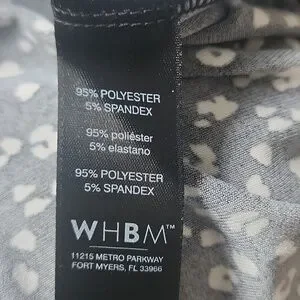 95% POLYESTER
5% SPANDEX
95% poliéster
5% elastano
95% POLYESTER
5% SPANDEX
WHBM™
11215 METRO PARKWAY
FORT MYERS, FL 33966